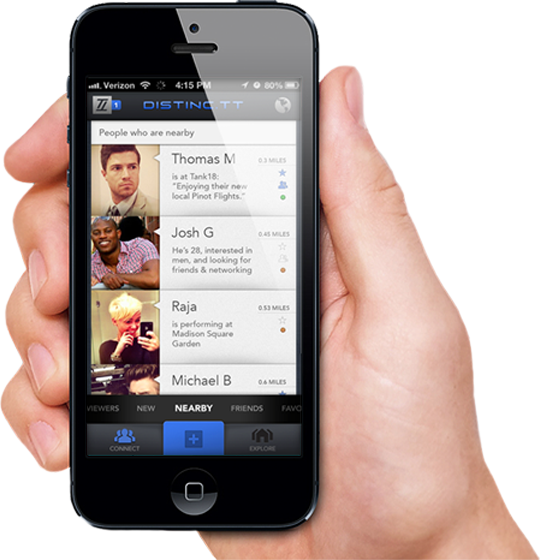 Verizon 4:15 PM 80%
1 DISTINC.TT
People who are nearby
Thomas M 0.3 MILES
is at Tank18:
"Enjoying their new
local Pinot Flights."
Josh G 0.45 MILES
He's 28, interested in
men, and looking for
friends & networking
Raja 0.53 MILES
is performing at
Madison Square
Garden
Michael B 0.6 MILES
VIEWERS NEW NEARBY FRIENDS FAVO
CONNECT EXPLORE